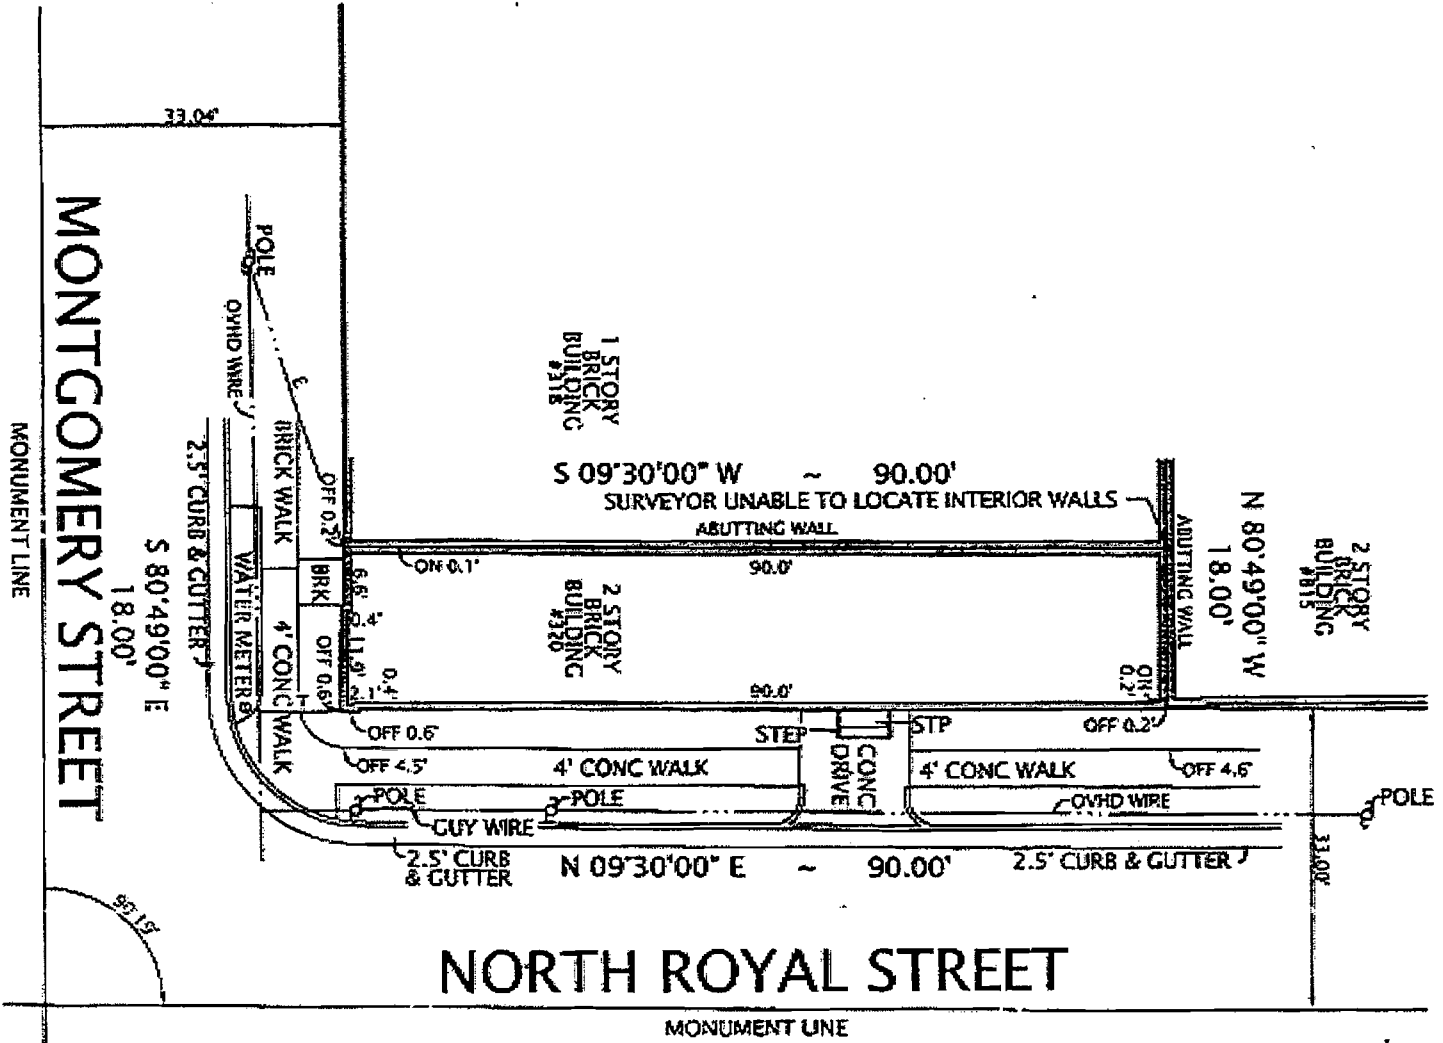 33.04'
MONTGOMERY STREET
MONUMENT LINE
S 80°49'00" E
18.00'
POLE
OVHD WIRE
2.5' CURB & GUTTER
BRICK WALK
WATER METER
4' CONC WALK
BRK
OFF 0.6'
6.6'
0.4'
2.1'
0.4'
1 STORY
BRICK
BUILDING
#318
S 09°30'00" W ~ 90.00'
SURVEYOR UNABLE TO LOCATE INTERIOR WALLS
ABUTTING WALL
ON 0.1'
90.0'
2 STORY
BRICK
BUILDING
#320
90.0'
ABUTTING WALL
N 80°49'00" W
18.00'
2 STORY
BRICK
BUILDING
#815
ON
0.2'
OFF 0.6'
STEP
STP
OFF 0.2'
OFF 4.5'
4' CONC WALK
CONC
DRIVE
4' CONC WALK
OFF 4.6'
POLE
POLE
OVHD WIRE
POLE
GUY WIRE
2.5' CURB
& GUTTER
N 09°30'00" E ~ 90.00'
2.5' CURB & GUTTER
33.00'
NORTH ROYAL STREET
MONUMENT LINE